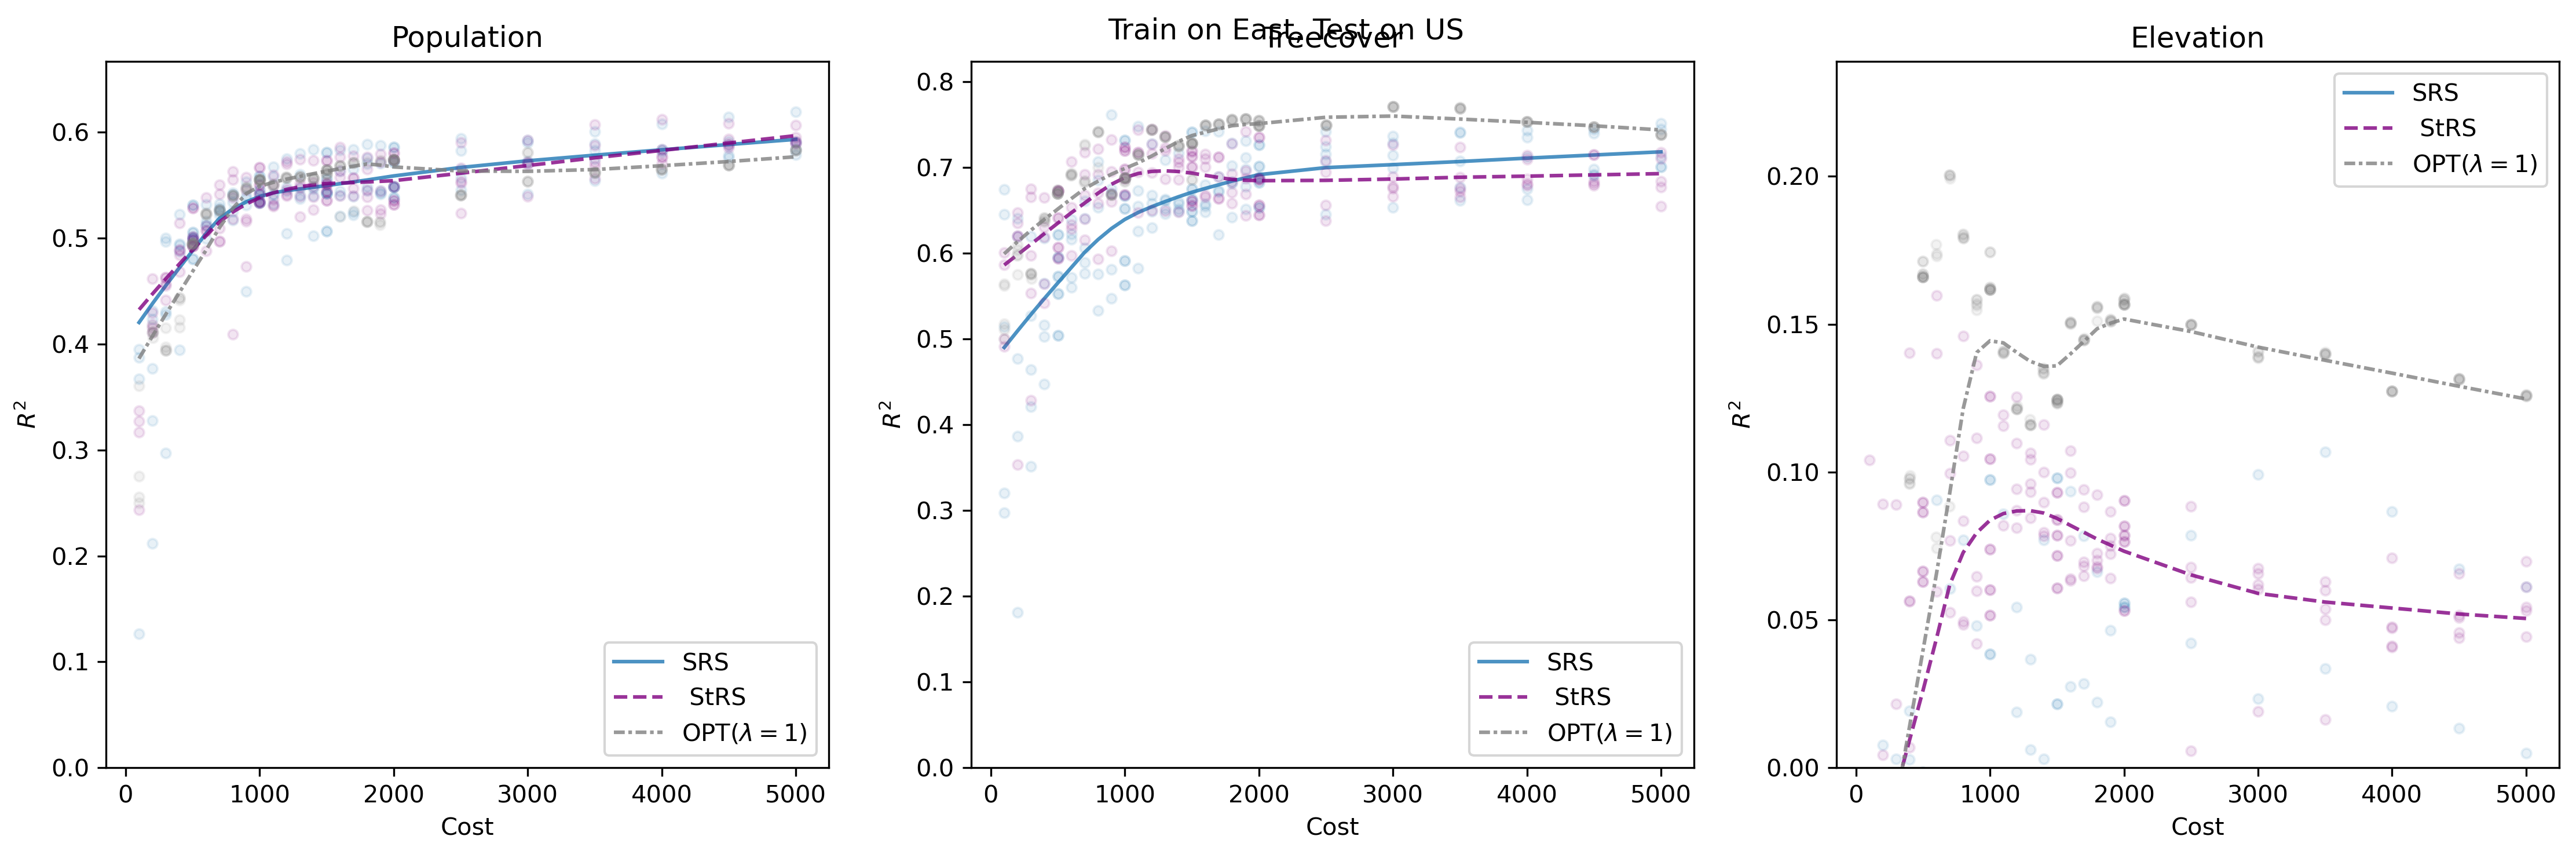 Train on East, Test on US
Population
0.6
0.5
0.4
0.3
0.2
0.1
0.0
R²
0
1000
2000
3000
4000
5000
Cost
SRS
StRS
OPT(λ = 1)
Treecover
0.8
0.7
0.6
0.5
0.4
0.3
0.2
0.1
0.0
R²
0
1000
2000
3000
4000
5000
Cost
SRS
StRS
OPT(λ = 1)
Elevation
0.20
0.15
0.10
0.05
0.00
R²
0
1000
2000
3000
4000
5000
Cost
SRS
StRS
OPT(λ = 1)